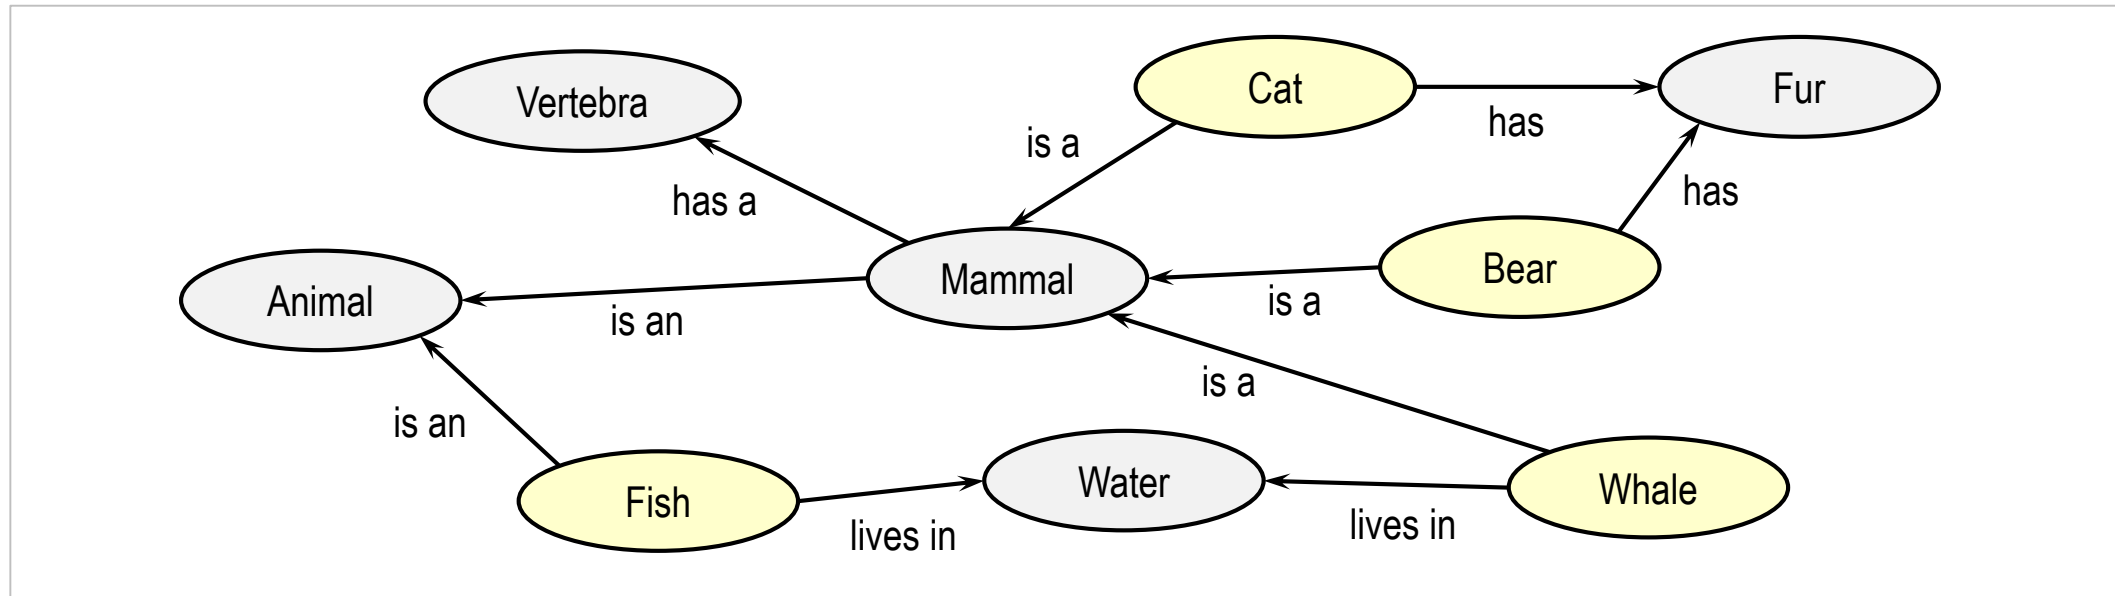 Cat
Fur
Vertebra
has
is a
has
has a
Bear
Mammal
Animal
is a
is an
is a
is an
Water
Whale
Fish
lives in
lives in